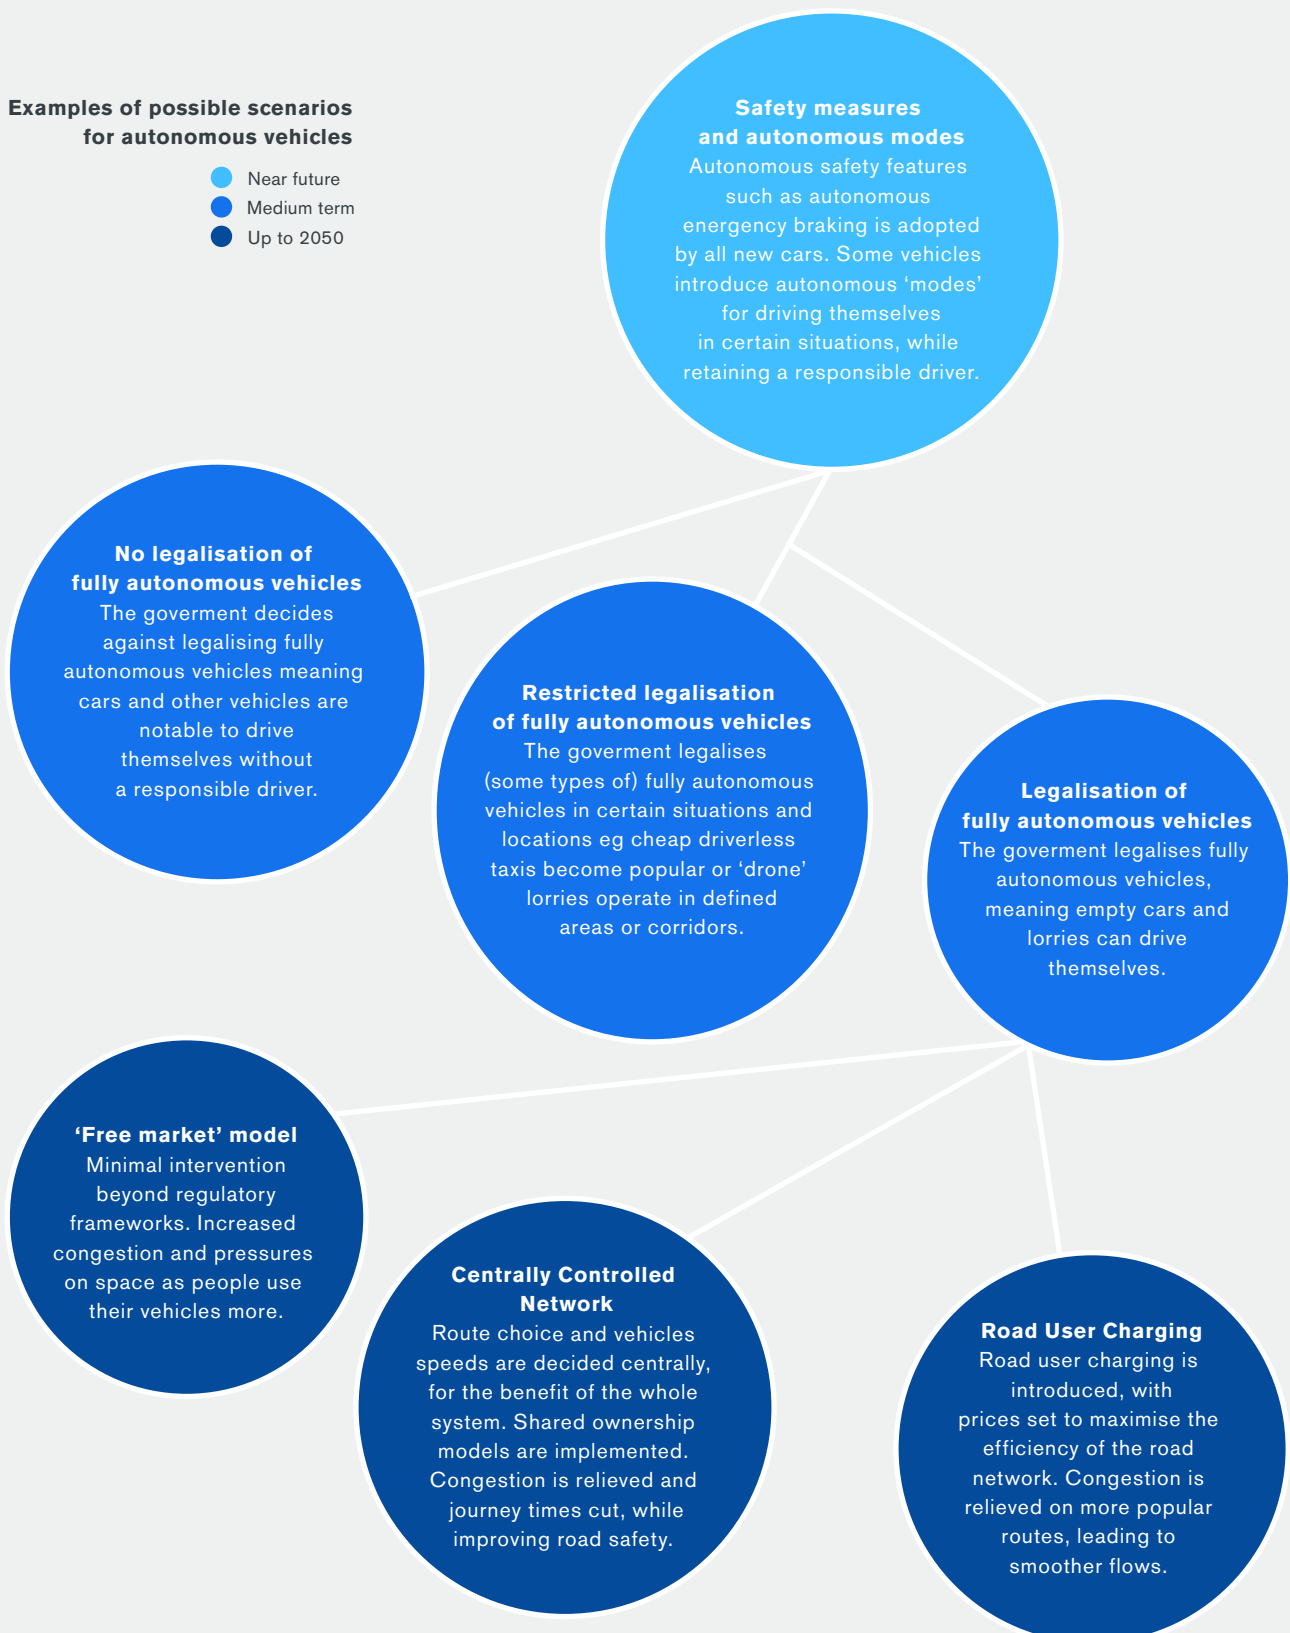 Examples of possible scenarios
for autonomous vehicles
Near future
Medium term
Up to 2050
Safety measures
and autonomous modes
Autonomous safety features
such as autonomous
energency braking is adopted
by all new cars. Some vehicles
introduce autonomous ‘modes’
for driving themselves
in certain situations, while
retaining a responsible driver.
No legalisation of
fully autonomous vehicles
The goverment decides
against legalising fully
autonomous vehicles meaning
cars and other vehicles are
notable to drive
themselves without
a responsible driver.
Restricted legalisation
of fully autonomous vehicles
The goverment legalises
(some types of) fully autonomous
vehicles in certain situations and
locations eg cheap driverless
taxis become popular or ‘drone’
lorries operate in defined
areas or corridors.
Legalisation of
fully autonomous vehicles
The goverment legalises fully
autonomous vehicles,
meaning empty cars and
lorries can drive
themselves.
‘Free market’ model
Minimal intervention
beyond regulatory
frameworks. Increased
congestion and pressures
on space as people use
their vehicles more.
Centrally Controlled
Network
Route choice and vehicles
speeds are decided centrally,
for the benefit of the whole
system. Shared ownership
models are implemented.
Congestion is relieved and
journey times cut, while
improving road safety.
Road User Charging
Road user charging is
introduced, with
prices set to maximise the
efficiency of the road
network. Congestion is
relieved on more popular
routes, leading to
smoother flows.